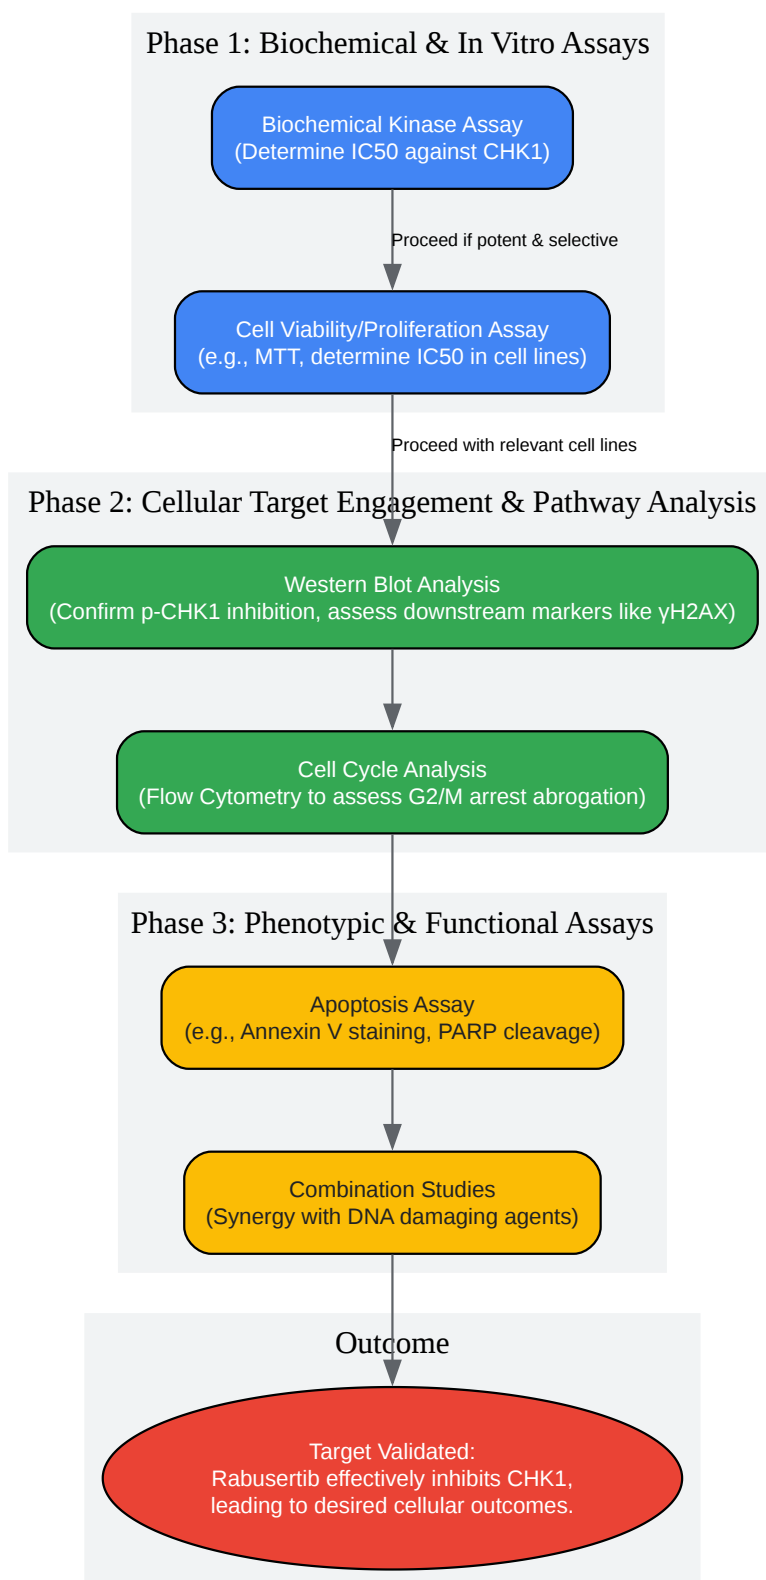 Phase 1: Biochemical & In Vitro Assays
Biochemical Kinase Assay
(Determine IC50 against CHK1)
Proceed if potent & selective
Cell Viability/Proliferation Assay
(e.g., MTT, determine IC50 in cell lines)
Proceed with relevant cell lines
Phase 2: Cellular Target Engagement & Pathway Analysis
Western Blot Analysis
(Confirm p-CHK1 inhibition, assess downstream markers like γH2AX)
Cell Cycle Analysis
(Flow Cytometry to assess G2/M arrest abrogation)
Phase 3: Phenotypic & Functional Assays
Apoptosis Assay
(e.g., Annexin V staining, PARP cleavage)
Combination Studies
(Synergy with DNA damaging agents)
Outcome
Target Validated:
Rabusertib effectively inhibits CHK1,
leading to desired cellular outcomes.